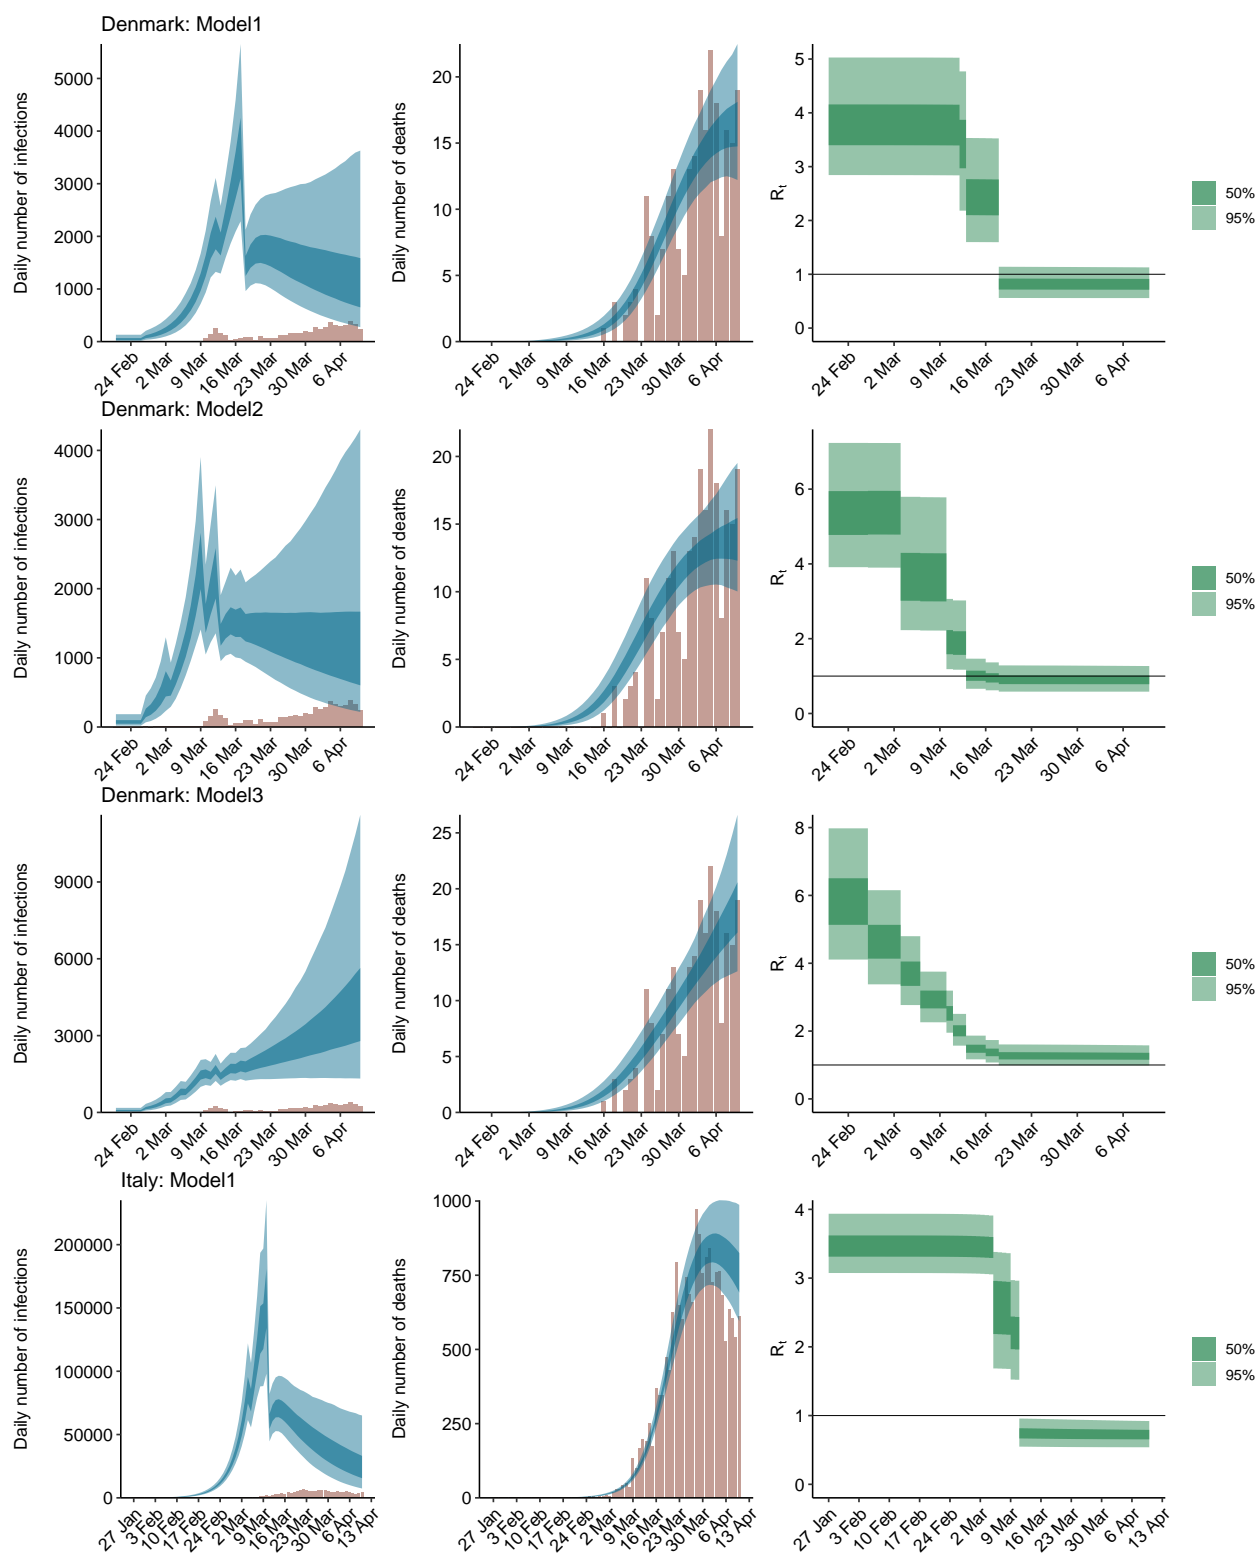 Denmark: Model1
Daily number of infections
5000
4000
3000
2000
1000
0
24 Feb
2 Mar
9 Mar
16 Mar
23 Mar
30 Mar
6 Apr
Daily number of deaths
20
15
10
5
0
24 Feb
2 Mar
9 Mar
16 Mar
23 Mar
30 Mar
6 Apr
Rt
5
4
3
2
1
0
24 Feb
2 Mar
9 Mar
16 Mar
23 Mar
30 Mar
6 Apr
50%
95%
Denmark: Model2
Daily number of infections
4000
3000
2000
1000
0
24 Feb
2 Mar
9 Mar
16 Mar
23 Mar
30 Mar
6 Apr
Daily number of deaths
20
15
10
5
0
24 Feb
2 Mar
9 Mar
16 Mar
23 Mar
30 Mar
6 Apr
Rt
6
4
2
0
24 Feb
2 Mar
9 Mar
16 Mar
23 Mar
30 Mar
6 Apr
50%
95%
Denmark: Model3
Daily number of infections
9000
6000
3000
0
24 Feb
2 Mar
9 Mar
16 Mar
23 Mar
30 Mar
6 Apr
Daily number of deaths
25
20
15
10
5
0
24 Feb
2 Mar
9 Mar
16 Mar
23 Mar
30 Mar
6 Apr
Rt
8
6
4
2
0
24 Feb
2 Mar
9 Mar
16 Mar
23 Mar
30 Mar
6 Apr
50%
95%
Italy: Model1
Daily number of infections
200000
150000
100000
50000
0
27 Jan
3 Feb
10 Feb
17 Feb
24 Feb
2 Mar
9 Mar
16 Mar
23 Mar
30 Mar
6 Apr
13 Apr
Daily number of deaths
1000
750
500
250
0
27 Jan
3 Feb
10 Feb
17 Feb
24 Feb
2 Mar
9 Mar
16 Mar
23 Mar
30 Mar
6 Apr
13 Apr
Rt
4
3
2
1
0
27 Jan
3 Feb
10 Feb
17 Feb
24 Feb
2 Mar
9 Mar
16 Mar
23 Mar
30 Mar
6 Apr
13 Apr
50%
95%